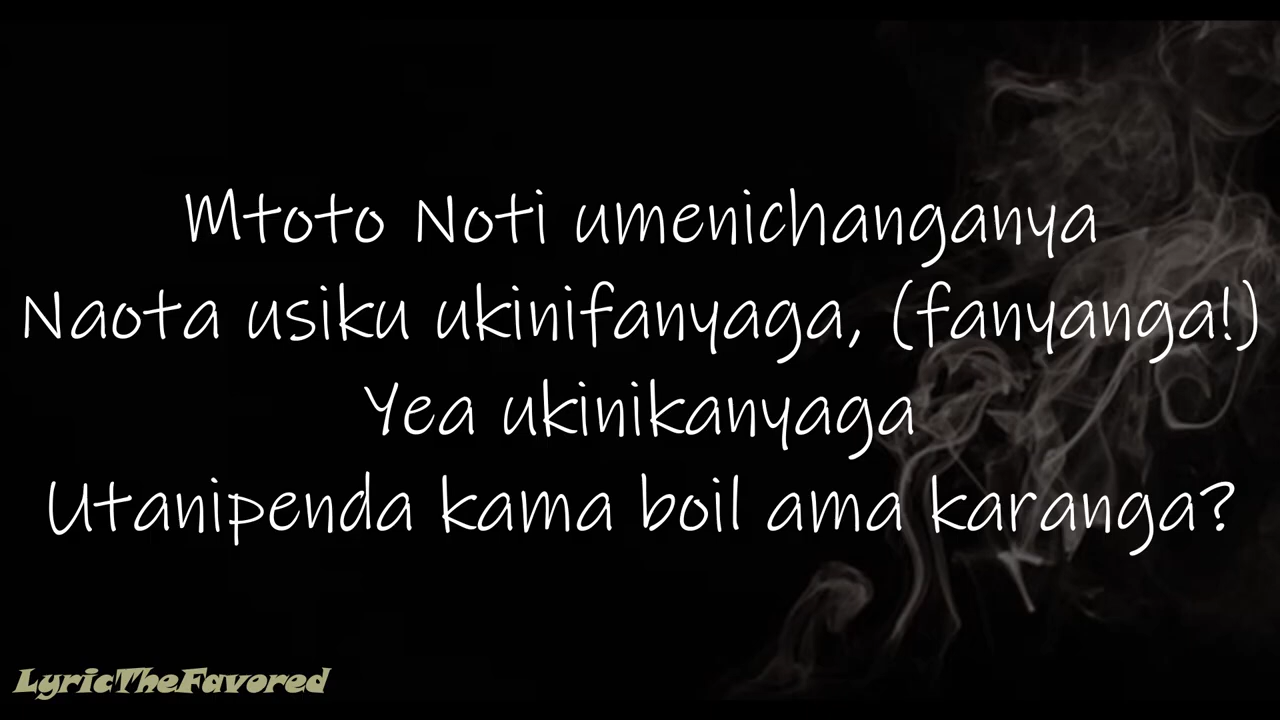 Mtoto Noti umenichanganya
Naota usiku ukinifanyaga, (fanyanga!)
Yea ukinikanyaga
Utanipenda kama boil ama karanga?
LyricTheFavored